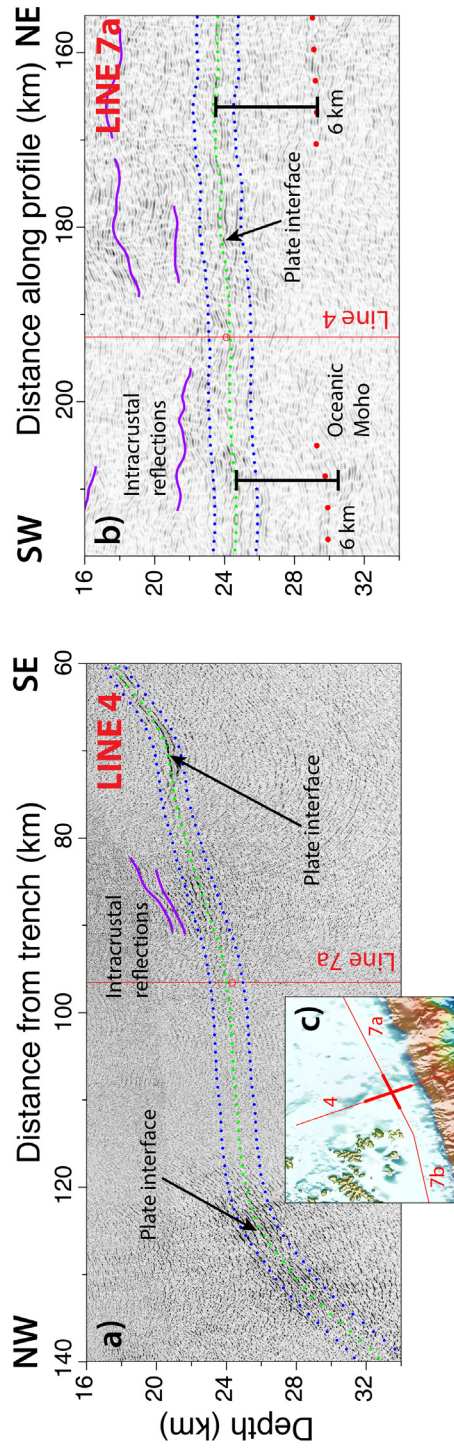 NW
Distance from trench (km)
SE
140
120
100
80
60
a)
LINE 4
16
20
24
28
32
Depth (km)
Plate interface
Intracrustal
reflections
Plate interface
Line 7a
c)
4
7a
7b
SW
Distance along profile (km)
NE
200
180
160
b)
LINE 7a
16
20
24
28
32
Intracrustal
reflections
Plate interface
6 km
6 km
Oceanic
Moho
Line 4